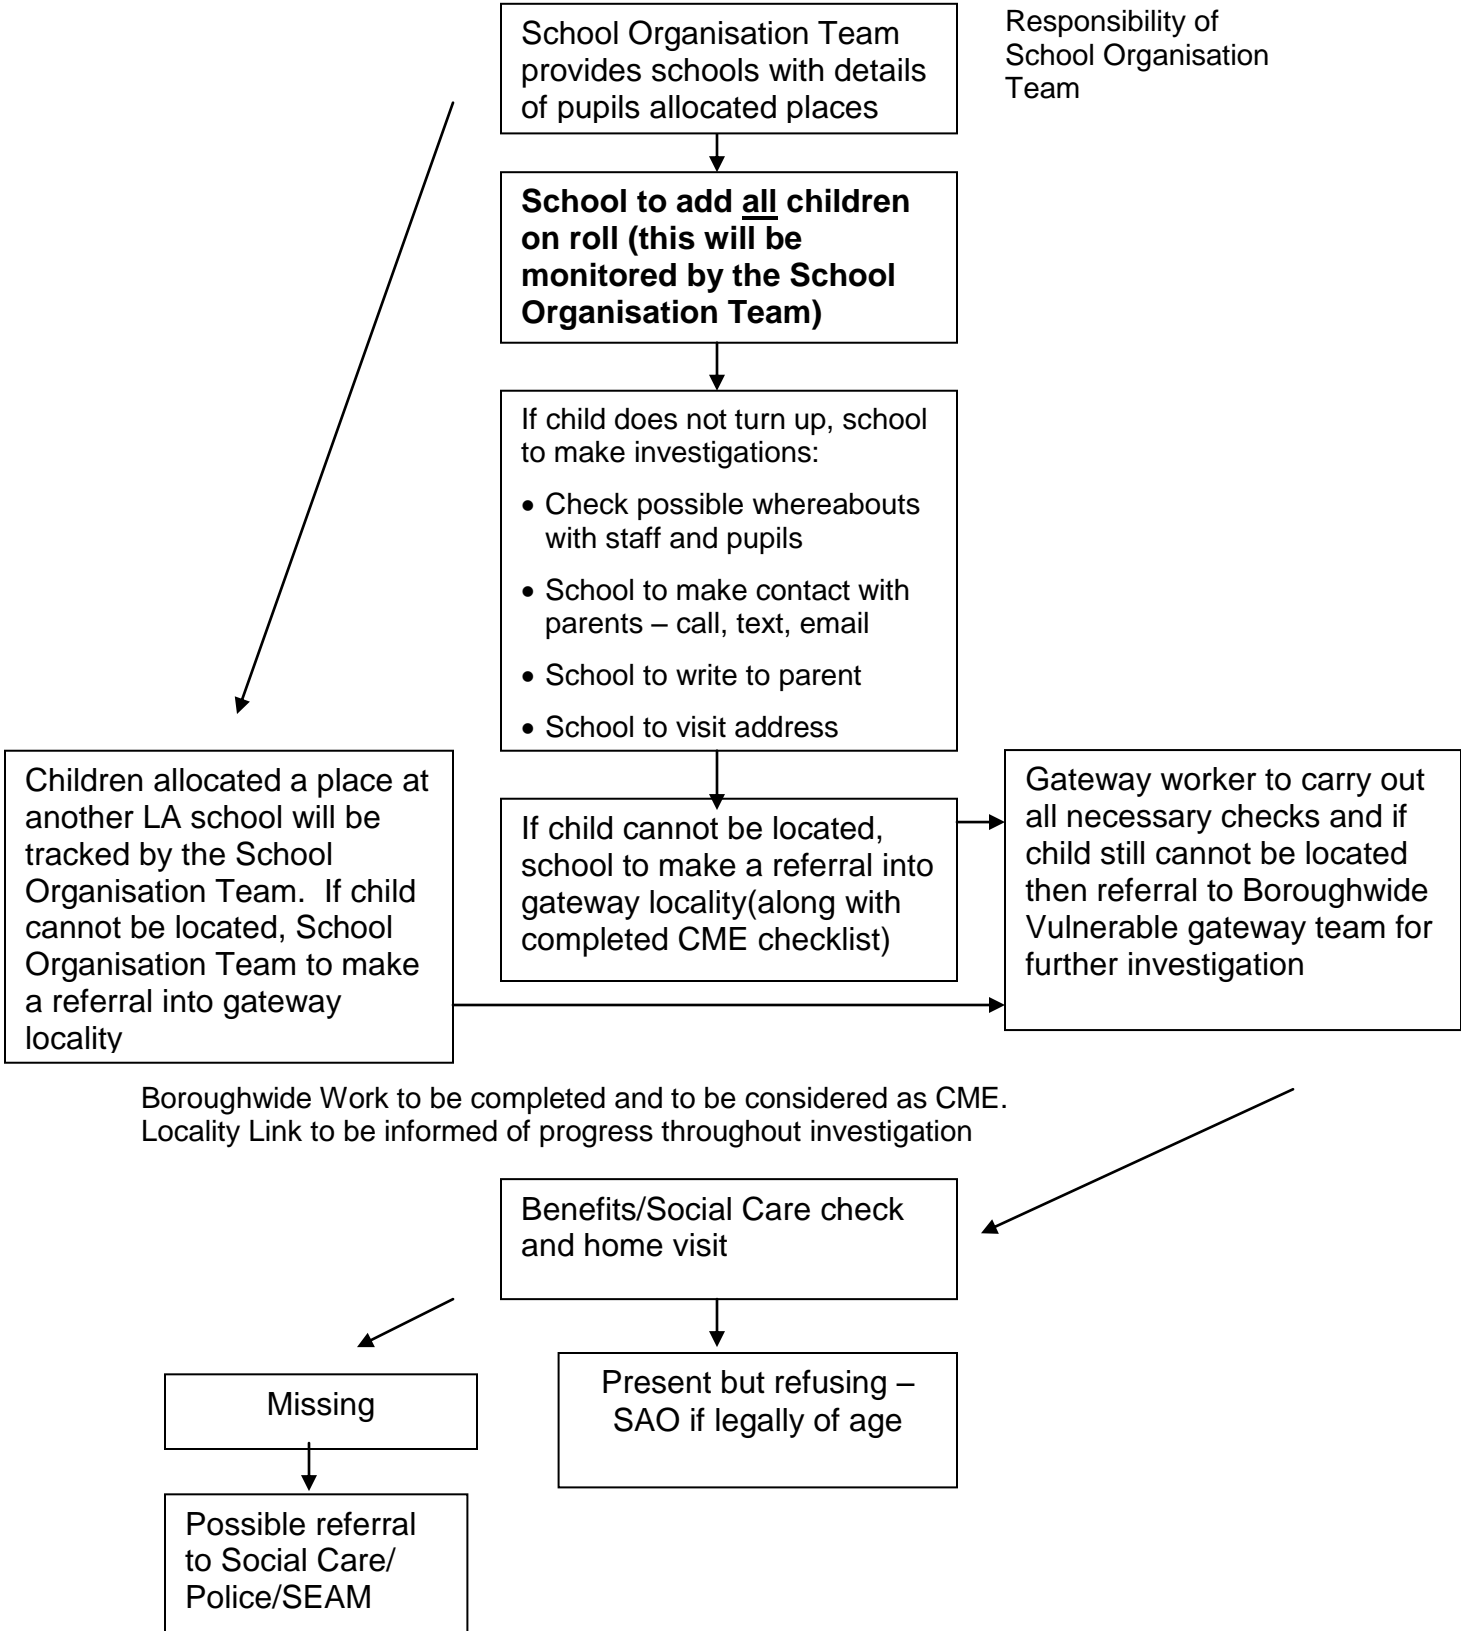 School Organisation Team
provides schools with details
of pupils allocated places
Responsibility of
School Organisation
Team
School to add all children
on roll (this will be
monitored by the School
Organisation Team)
If child does not turn up, school
to make investigations:
• Check possible whereabouts
with staff and pupils
• School to make contact with
parents – call, text, email
• School to write to parent
• School to visit address
Children allocated a place at
another LA school will be
tracked by the School
Organisation Team.  If child
cannot be located, School
Organisation Team to make
a referral into gateway
locality
If child cannot be located,
school to make a referral into
gateway locality(along with
completed CME checklist)
Gateway worker to carry out
all necessary checks and if
child still cannot be located
then referral to Boroughwide
Vulnerable gateway team for
further investigation
Boroughwide Work to be completed and to be considered as CME.
Locality Link to be informed of progress throughout investigation
Benefits/Social Care check
and home visit
Missing
Present but refusing –
SAO if legally of age
Possible referral
to Social Care/
Police/SEAM